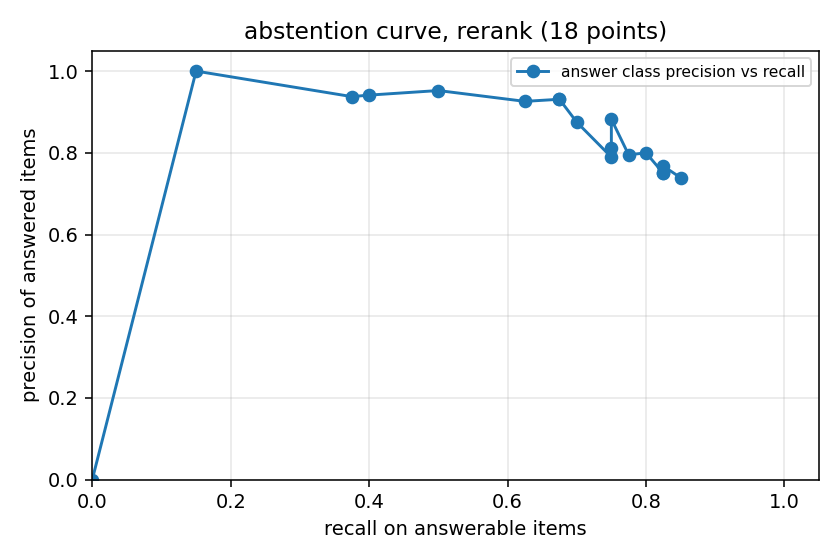 abstention curve, rerank (18 points)
answer class precision vs recall
precision of answered items
1.0
0.8
0.6
0.4
0.2
0.0
0.0 0.2 0.4 0.6 0.8 1.0
recall on answerable items